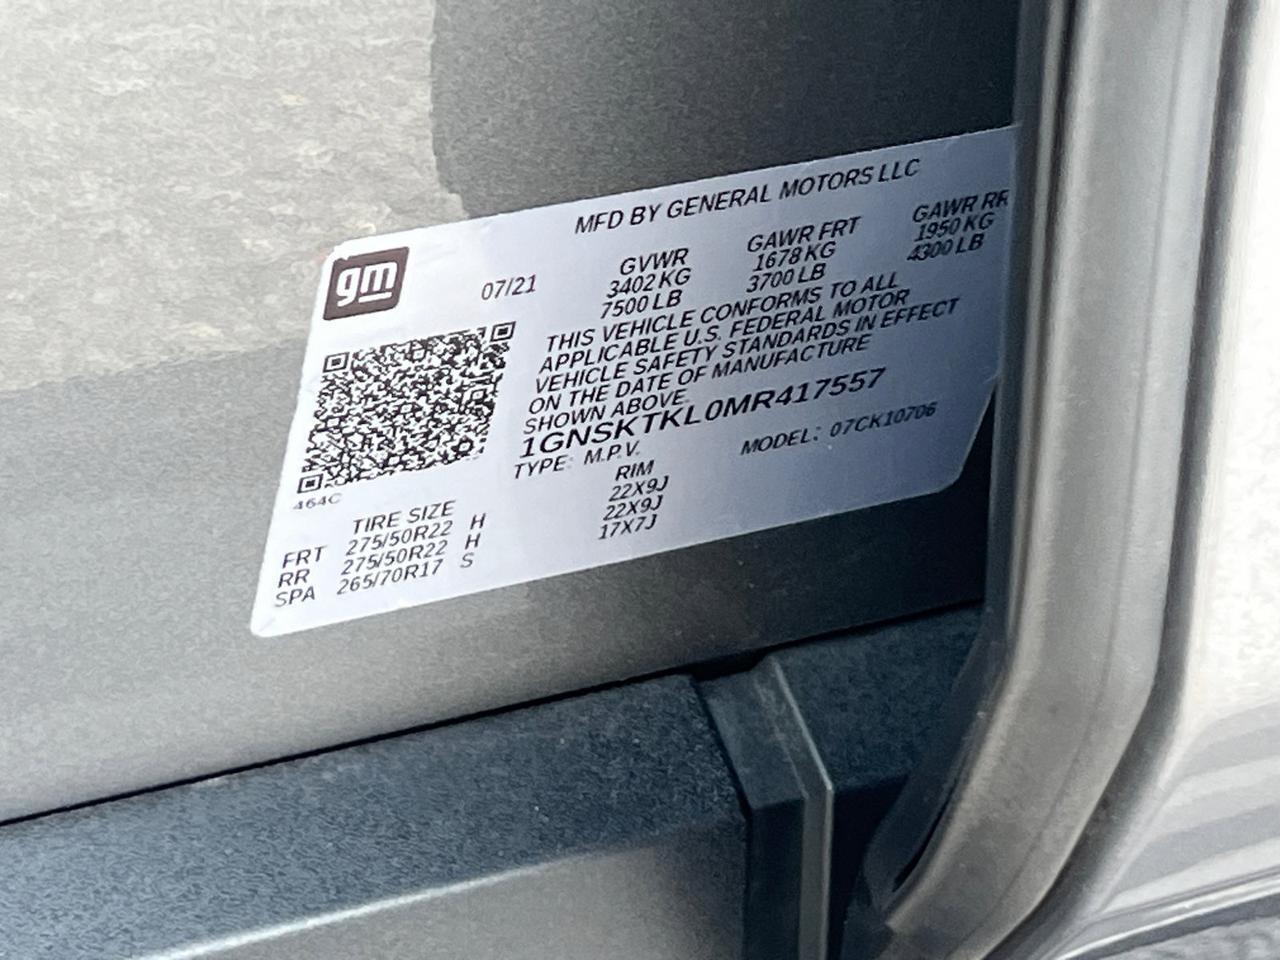 MFD BY GENERAL MOTORS LLC
gm
07/21
GVWR GAWR FRT GAWR RR
3402 KG 1678 KG 1950 KG
7500 LB 3700 LB 4300 LB
THIS VEHICLE CONFORMS TO ALL
APPLICABLE U.S. FEDERAL MOTOR
VEHICLE SAFETY STANDARDS IN EFFECT
ON THE DATE OF MANUFACTURE
SHOWN ABOVE.
1GNSKTKL0MR417557
TYPE: M.P.V. MODEL: 07CK10706
464C
TIRE SIZE RIM
FRT 275/50R22 H 22X9J
RR 275/50R22 H 22X9J
SPA 265/70R17 S 17X7J